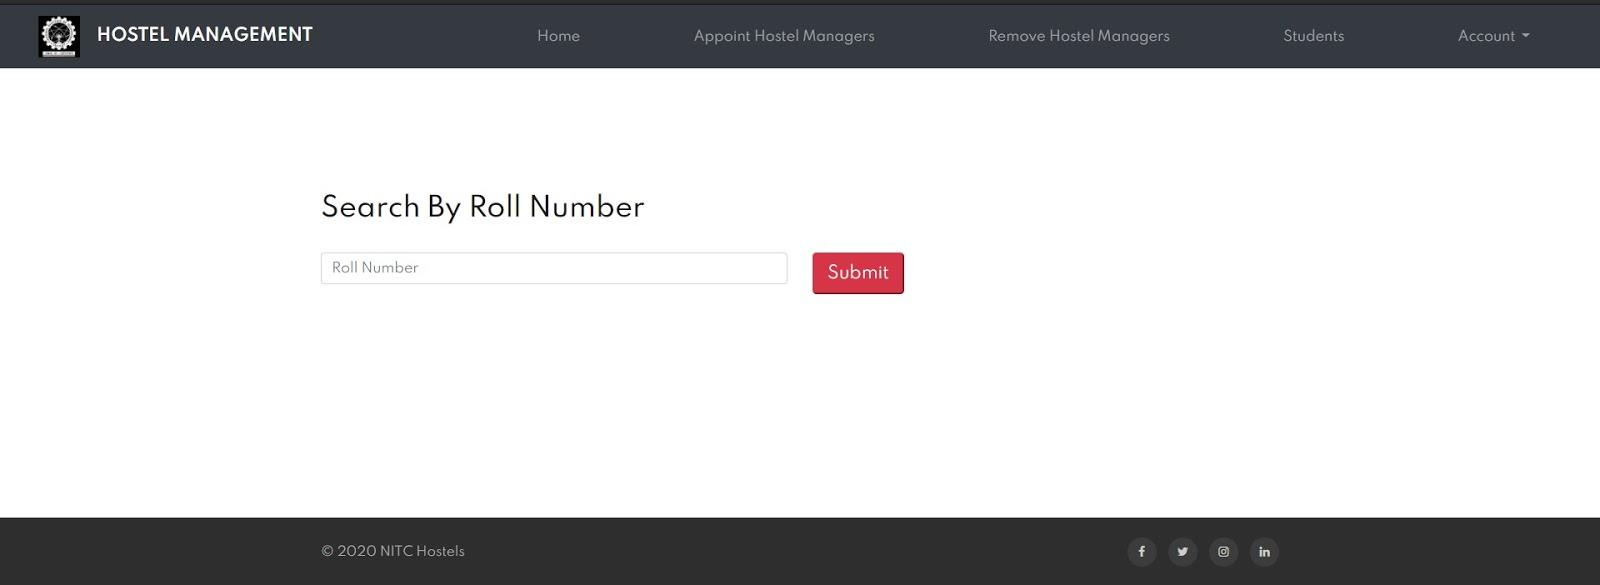 HOSTEL MANAGEMENT Home Appoint Hostel Managers Remove Hostel Managers Students Account
Search By Roll Number
Roll Number Submit
© 2020 NITC Hostels